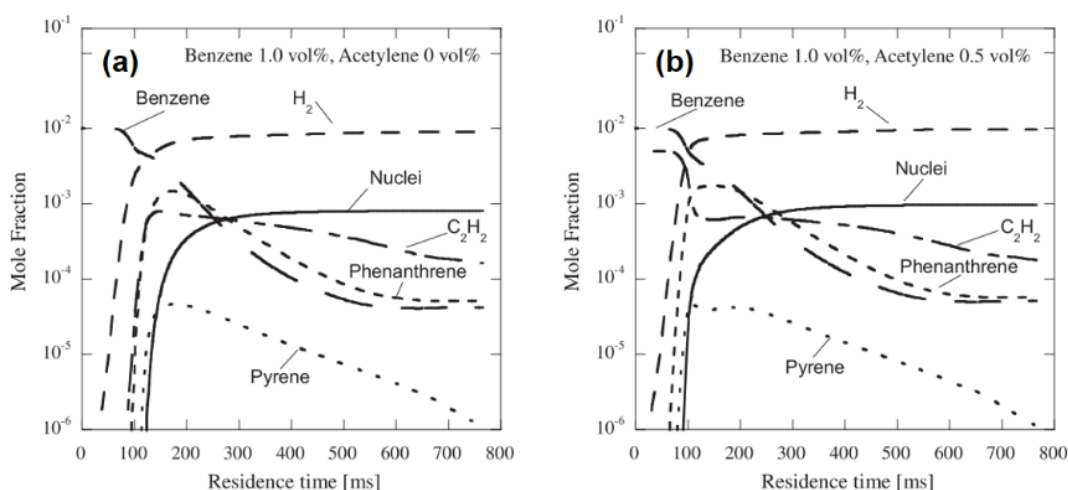 (a)
Benzene 1.0 vol%, Acetylene 0 vol%
Benzene
H₂
Nuclei
C₂H₂
Phenanthrene
Pyrene
Mole Fraction
10⁻¹
10⁻²
10⁻³
10⁻⁴
10⁻⁵
10⁻⁶
0 100 200 300 400 500 600 700 800
Residence time [ms]
(b)
Benzene 1.0 vol%, Acetylene 0.5 vol%
Benzene
H₂
Nuclei
C₂H₂
Phenanthrene
Pyrene
Mole Fraction
10⁻¹
10⁻²
10⁻³
10⁻⁴
10⁻⁵
10⁻⁶
0 100 200 300 400 500 600 700 800
Residence time [ms]